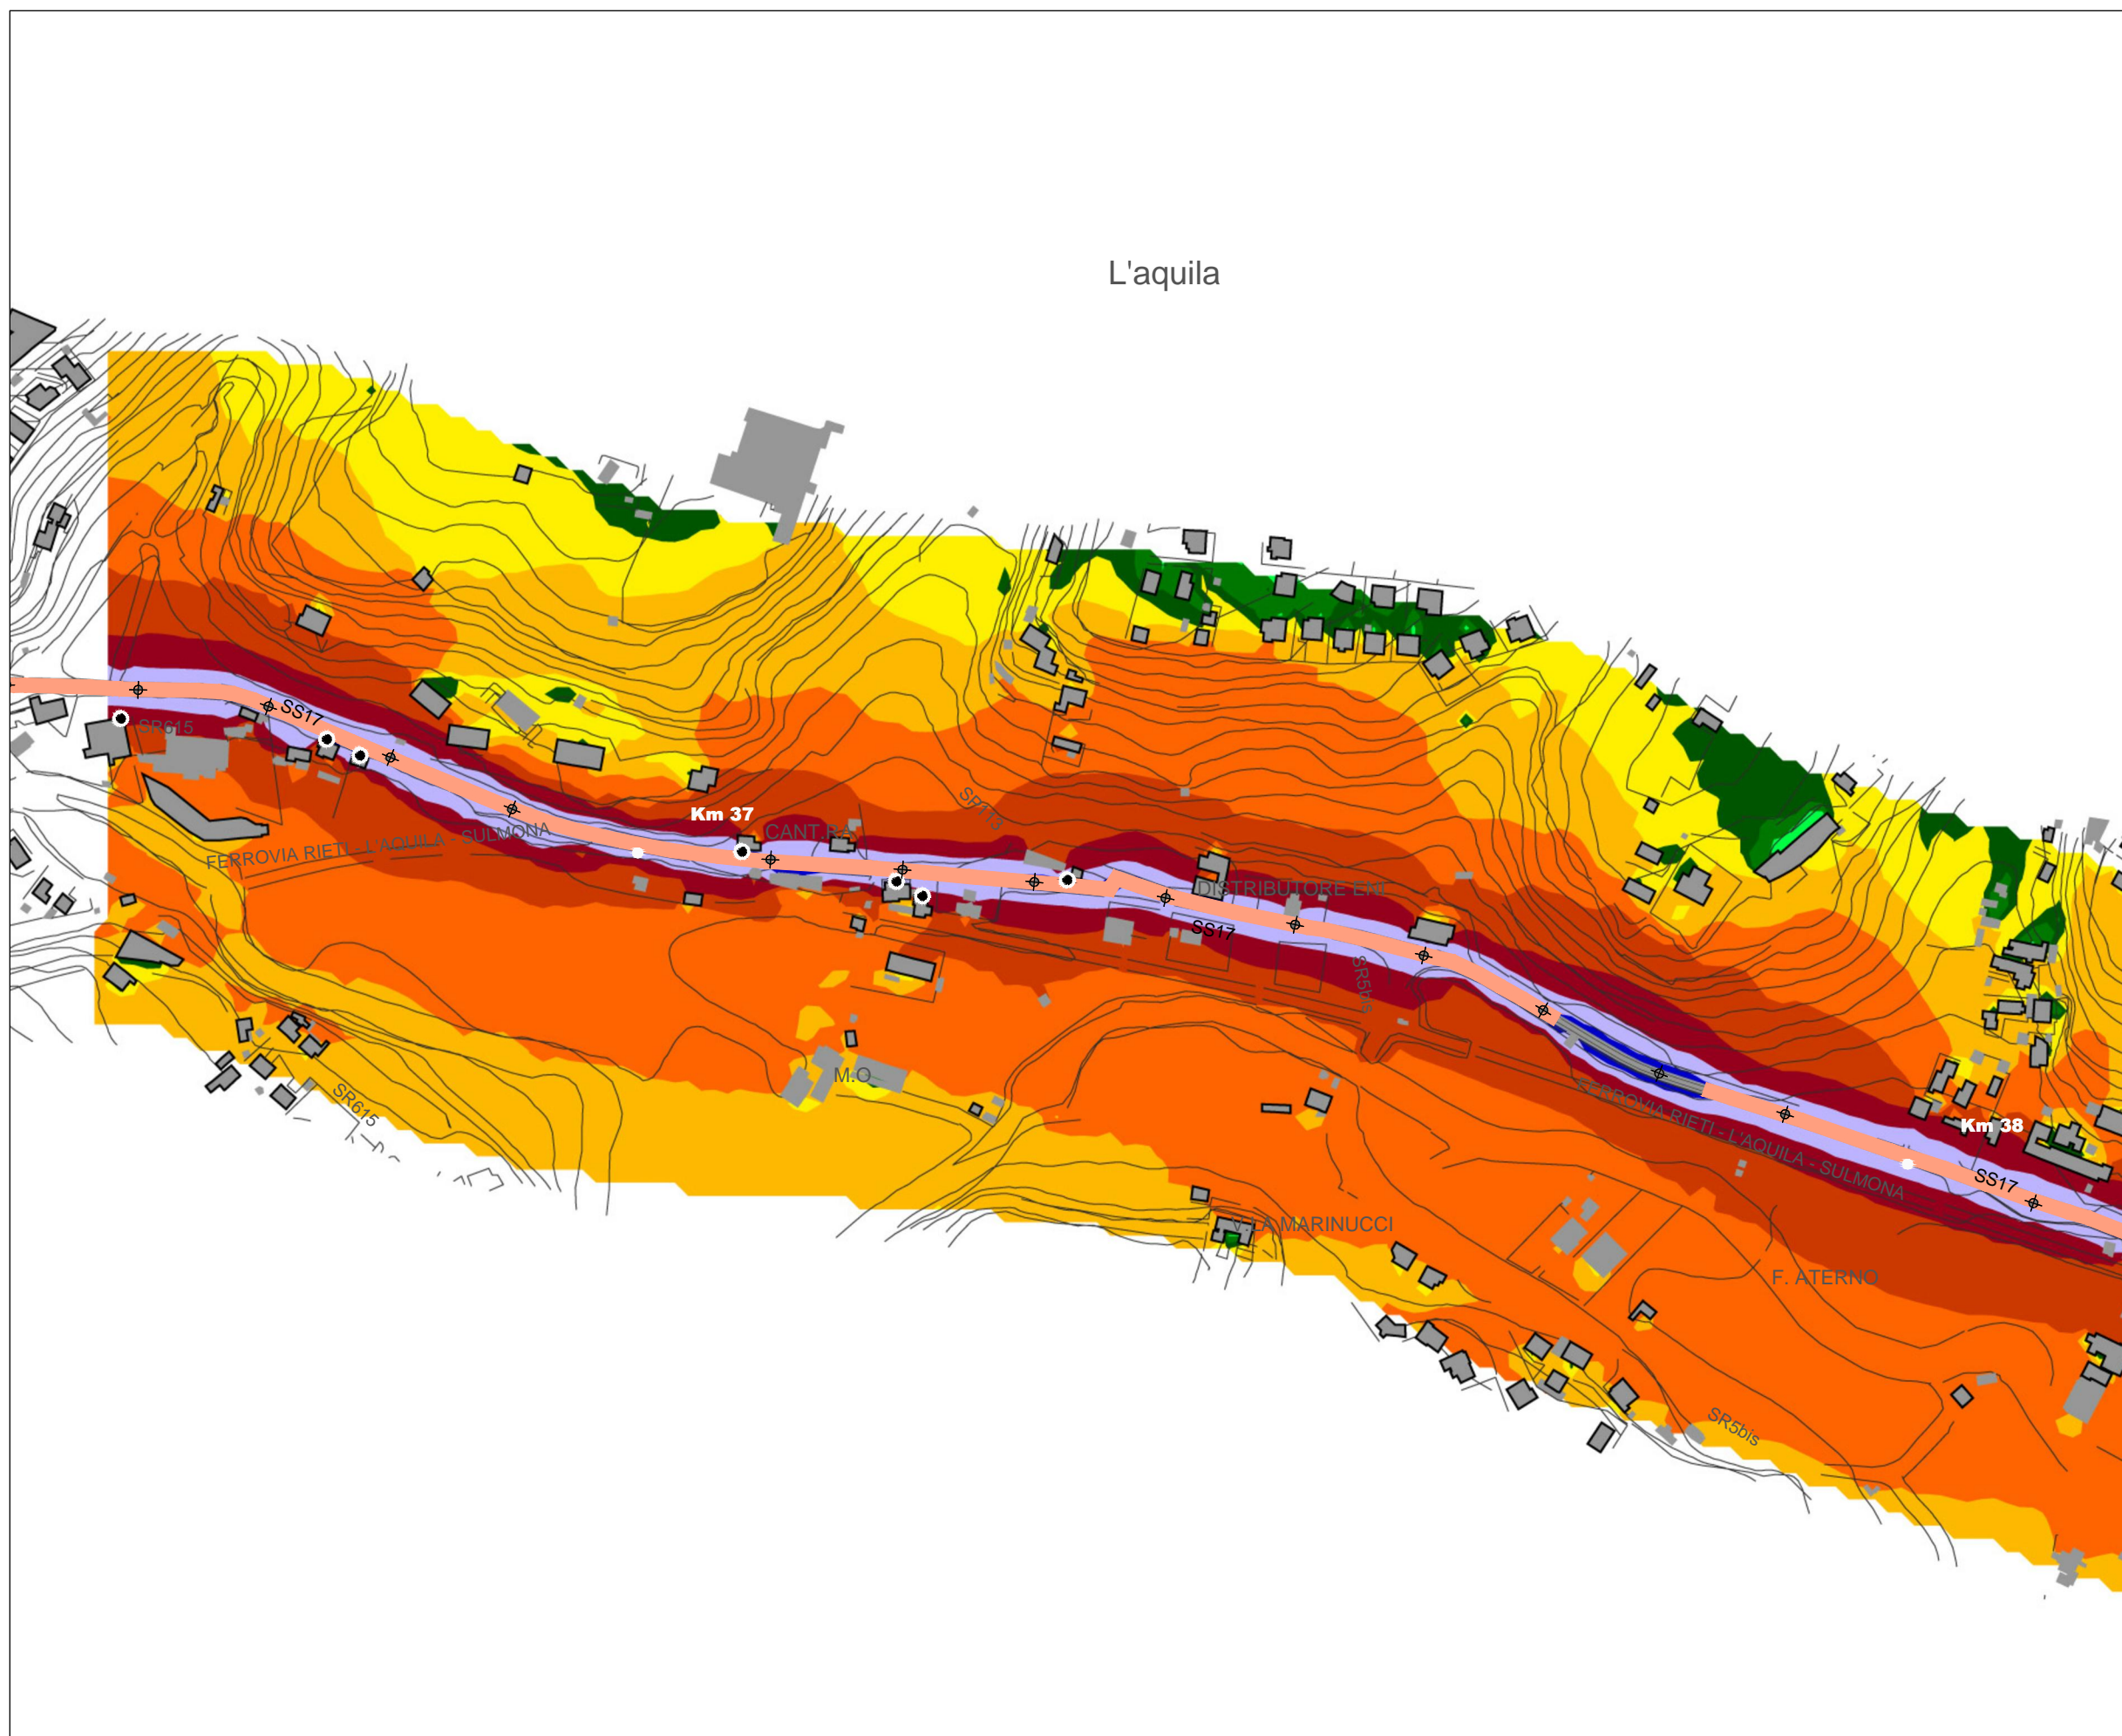 L'aquila
SS17
SR615
Km 37
SP113
CANT.RA
FERROVIA RIETI - L'AQUILA - SULMONA
DISTRIBUTORE ENI
SS17
SR5bis
M.O
SR615
FERROVIA RIETI - L'AQUILA - SULMONA
Km 38
SS17
V.LA MARINUCCI
F. ATERNO
SR5bis